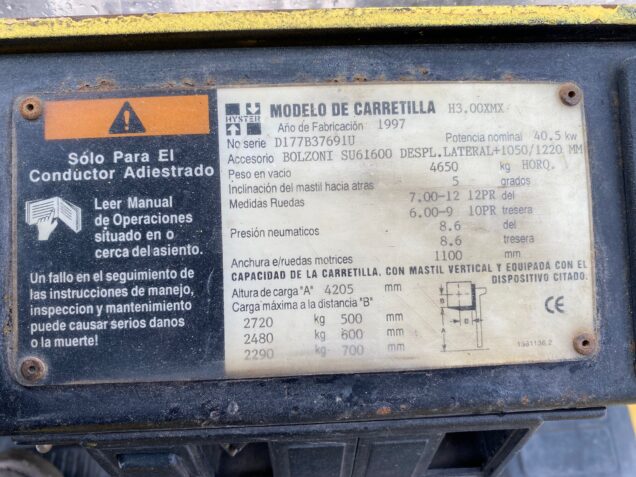 Sólo Para El
Conductor Adiestrado
Leer Manual
de Operaciones
situado en o
cerca del asiento.
Un fallo en el seguimiento de
las instrucciones de manejo,
inspeccion y mantenimiento
puede causar serios danos
o la muerte!
HYSTER
MODELO DE CARRETILLA H3.00XMX
Año de Fabricación 1997
No serie D177B37691U Potencia nominal 40.5 kw
Accesorio BOLZONI SU61600 DESPL.LATERAL+1050/1220 MM
Peso en vacio 4650 kg HORQ.
Inclinación del mastil hacia atras 5 grados
Medidas Ruedas 7.00-12 12PR del
6.00-9 10PR tresera
Presión neumaticos 8.6 del
8.6 tresera
Anchura e/ruedas motrices 1100 mm
CAPACIDAD DE LA CARRETILLA, CON MASTIL VERTICAL Y EQUIPADA CON EL
DISPOSITIVO CITADO.
Altura de carga "A" 4205 mm
Carga máxima a la distancia "B"
2720 kg 500 mm
2480 kg 600 mm
2290 kg 700 mm
CE